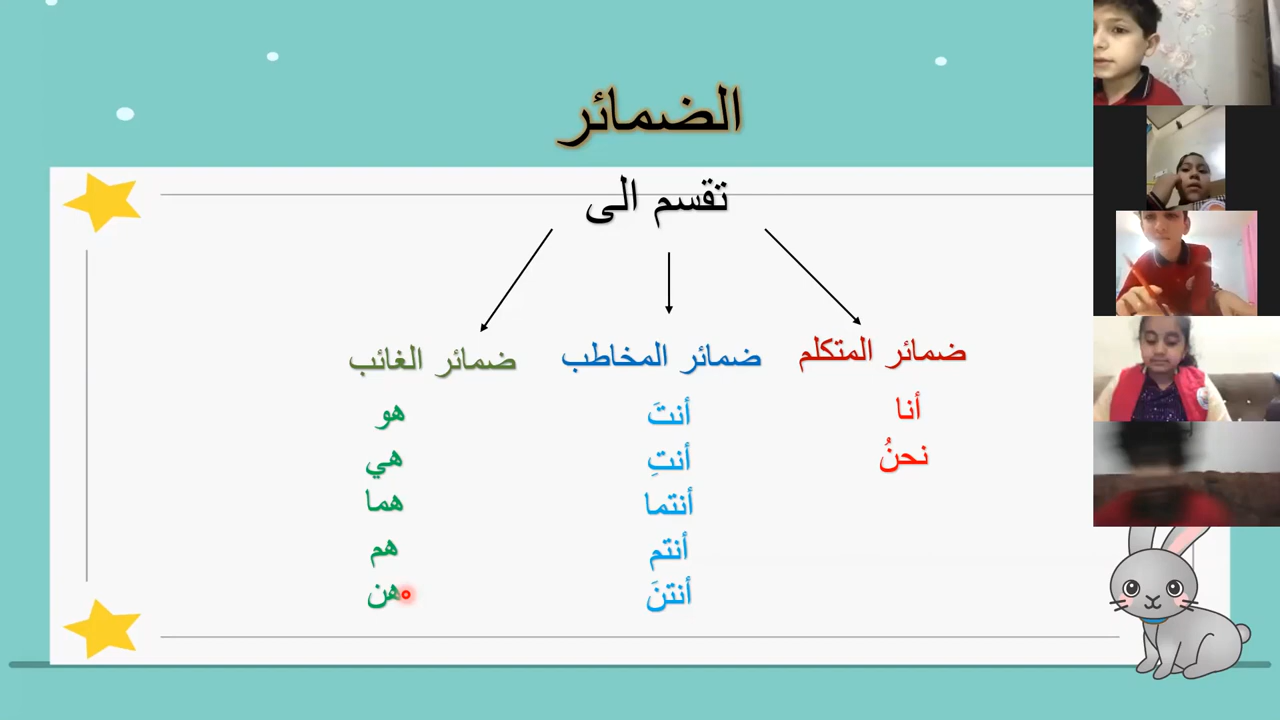 الضمائر
تقسم الى
ضمائر المتكلم
أنا
نحنُ
ضمائر المخاطب
أنتَ
أنتِ
أنتما
أنتم
أنتنَ
ضمائر الغائب
هو
هي
هما
هم
هن